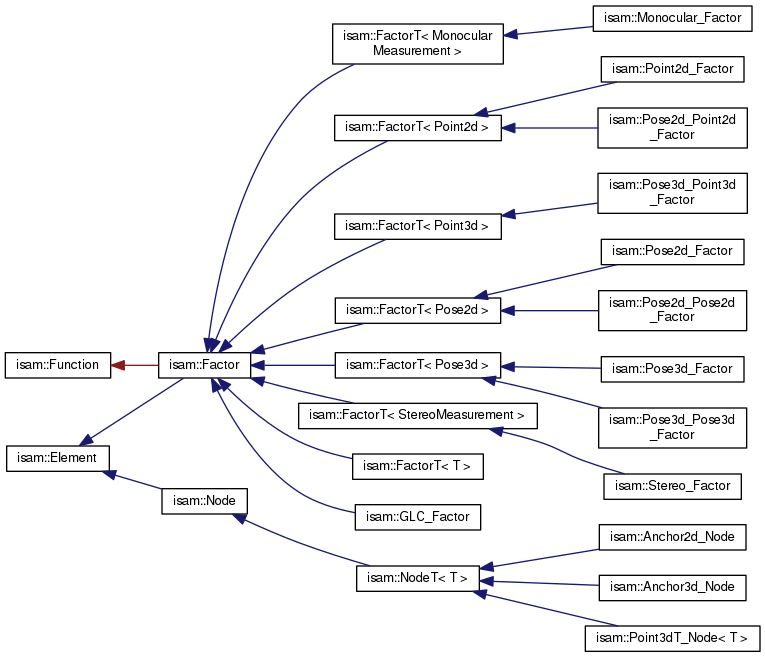 isam::Monocular_Factor
isam::FactorT< Monocular
Measurement >
isam::Point2d_Factor
isam::FactorT< Point2d >
isam::Pose2d_Point2d
_Factor
isam::Pose3d_Point3d
_Factor
isam::FactorT< Point3d >
isam::Pose2d_Factor
isam::FactorT< Pose2d >
isam::Pose2d_Pose2d
_Factor
isam::Function
isam::Factor
isam::FactorT< Pose3d >
isam::Pose3d_Factor
isam::FactorT< StereoMeasurement >
isam::Pose3d_Pose3d
_Factor
isam::Element
isam::FactorT< T >
isam::Stereo_Factor
isam::Node
isam::GLC_Factor
isam::Anchor2d_Node
isam::NodeT< T >
isam::Anchor3d_Node
isam::Point3dT_Node< T >